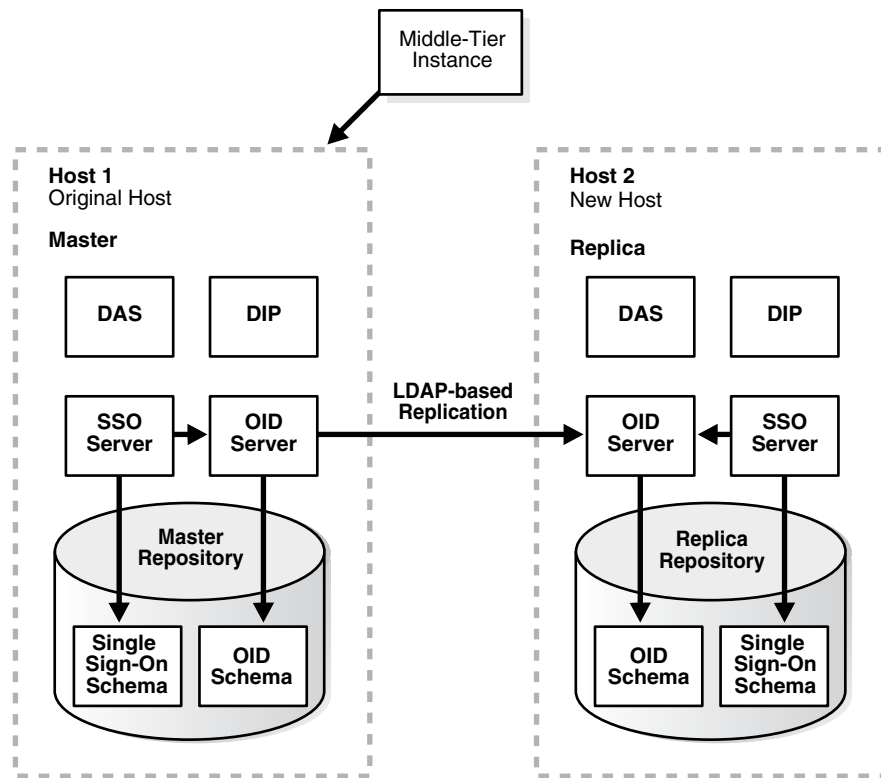 Middle-Tier
Instance
Host 1
Original Host
Master
DAS
DIP
SSO
Server
OID
Server
Master
Repository
Single
Sign-On
Schema
OID
Schema
LDAP-based
Replication
Host 2
New Host
Replica
DAS
DIP
OID
Server
SSO
Server
Replica
Repository
OID
Schema
Single
Sign-On
Schema